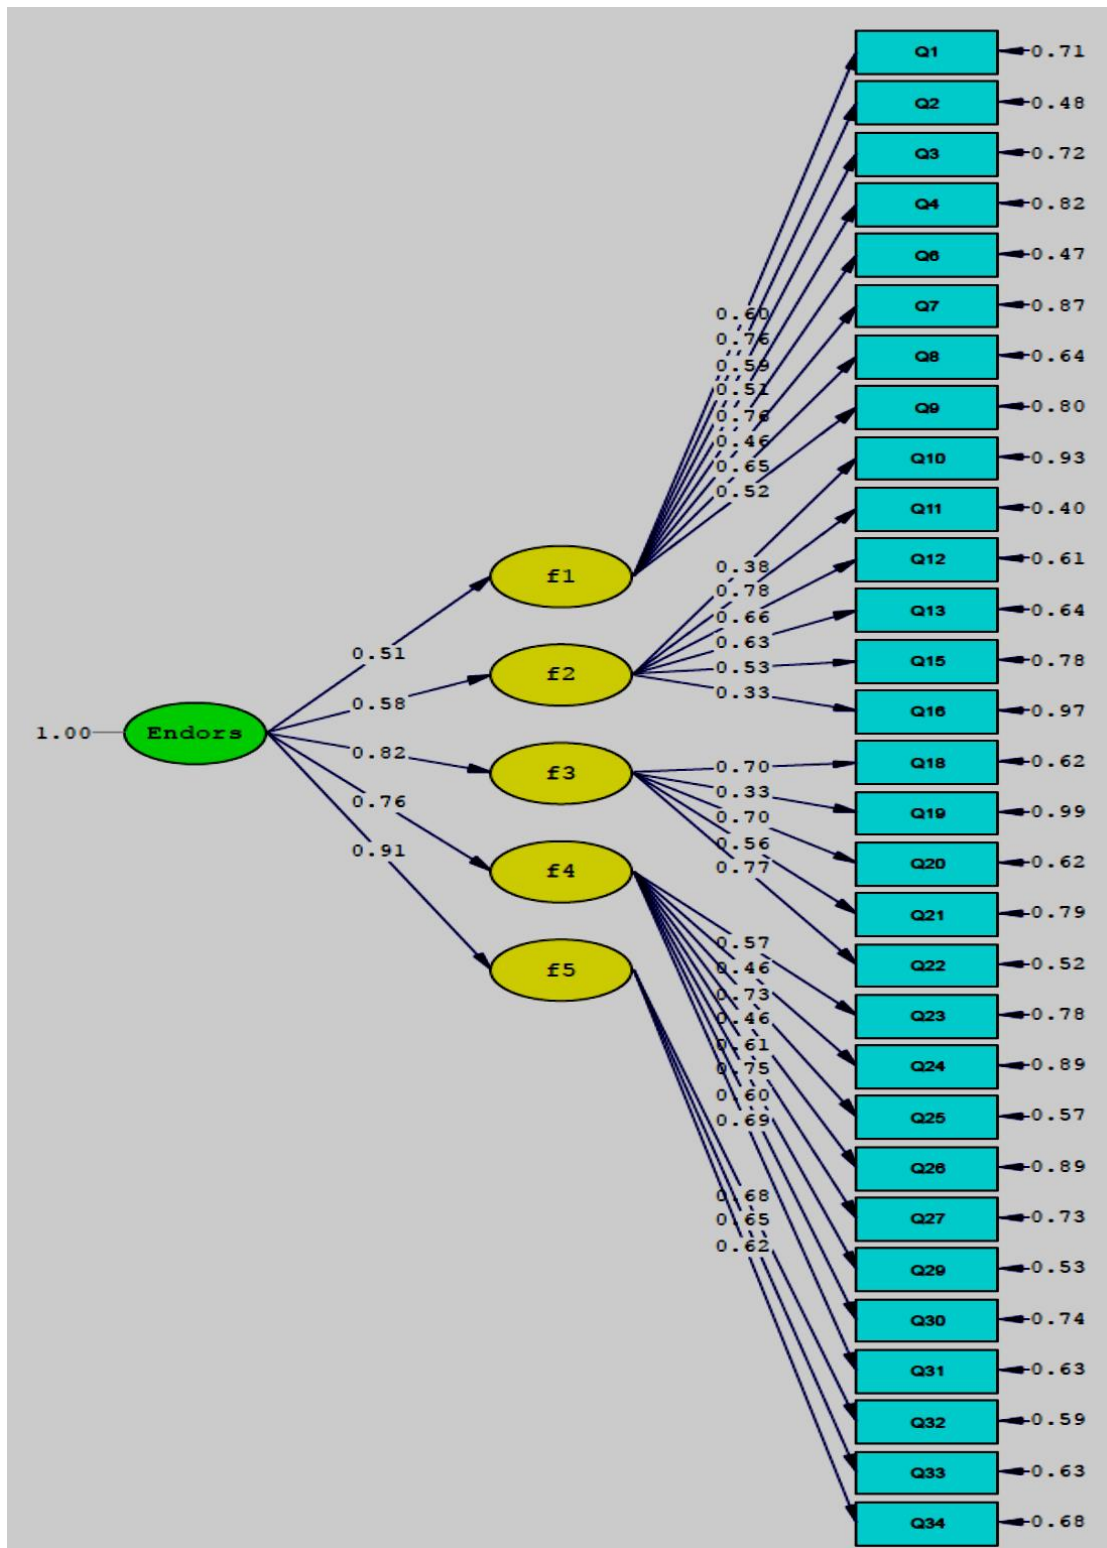 Q1 0.71
Q2 0.48
Q3 0.72
Q4 0.82
Q6 0.47
Q7 0.87
Q8 0.64
Q9 0.80
Q10 0.93
Q11 0.40
Q12 0.61
Q13 0.64
Q15 0.78
Q16 0.97
Q18 0.62
Q19 0.99
Q20 0.62
Q21 0.79
Q22 0.52
Q23 0.78
Q24 0.89
Q25 0.57
Q26 0.89
Q27 0.73
Q29 0.53
Q30 0.74
Q31 0.63
Q32 0.59
Q33 0.63
Q34 0.68
0.60
0.76
0.59
0.51
0.76
0.46
0.65
0.52
0.38
0.78
0.66
0.63
0.53
0.33
0.70
0.33
0.70
0.56
0.77
0.57
0.46
0.73
0.46
0.61
0.75
0.60
0.69
0.68
0.65
0.62
f1
f2
f3
f4
f5
0.51
0.58
0.82
0.76
0.91
1.00 Endors